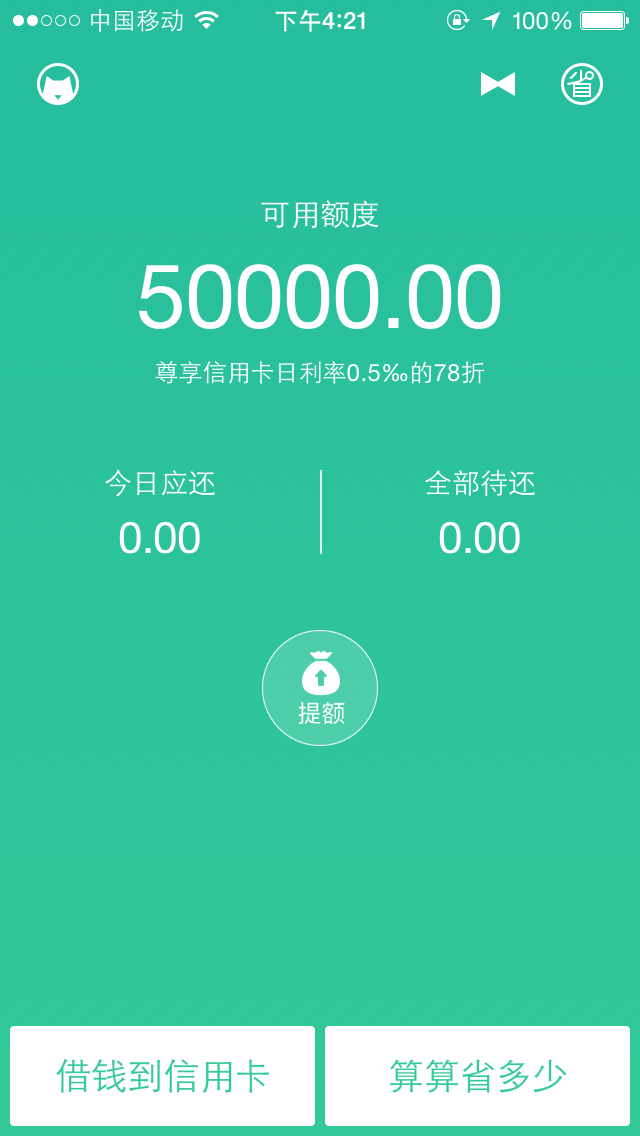 中国移动 下午4:21 100%
省
可用额度
50000.00
尊享信用卡日利率0.5‰的78折
今日应还 全部待还
0.00 0.00
提额
借钱到信用卡 算算省多少